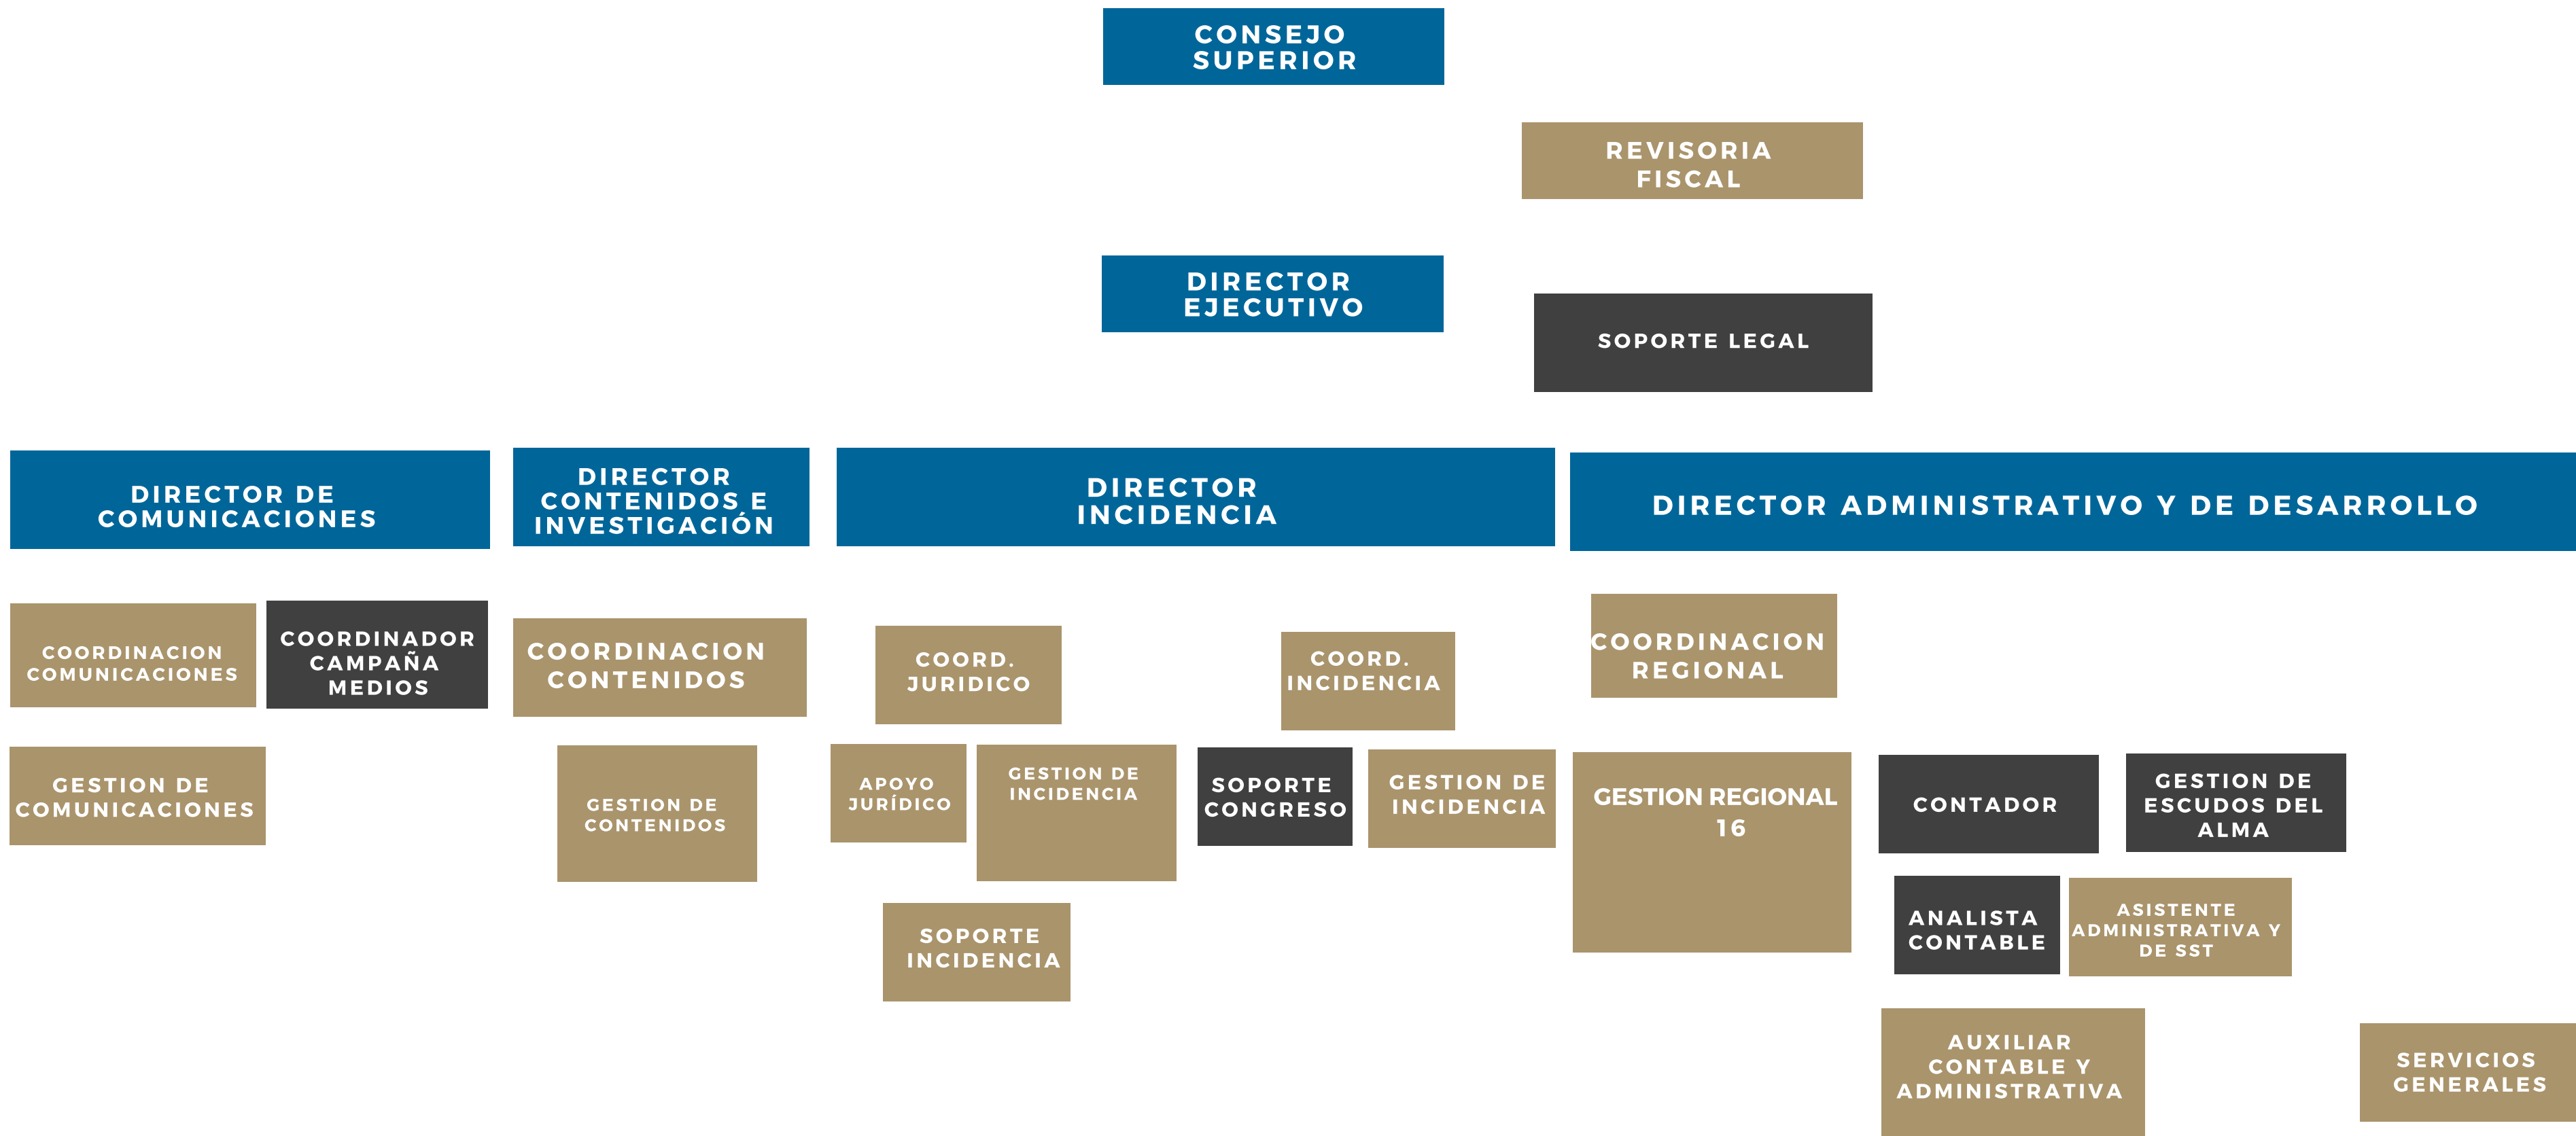 CONSEJO
SUPERIOR
REVISORIA
FISCAL
DIRECTOR
EJECUTIVO
SOPORTE LEGAL
DIRECTOR DE
COMUNICACIONES
DIRECTOR
CONTENIDOS E
INVESTIGACIÓN
DIRECTOR
INCIDENCIA
DIRECTOR ADMINISTRATIVO Y DE DESARROLLO
COORDINACION
COMUNICACIONES
COORDINADOR
CAMPAÑA
MEDIOS
COORDINACION
CONTENIDOS
COORD.
JURIDICO
COORD.
INCIDENCIA
COORDINACION
REGIONAL
GESTION DE
COMUNICACIONES
GESTION DE
CONTENIDOS
APOYO
JURÍDICO
GESTION DE
INCIDENCIA
SOPORTE
CONGRESO
GESTION DE
INCIDENCIA
GESTION REGIONAL
16
CONTADOR
GESTION DE
ESCUDOS DEL
ALMA
SOPORTE
INCIDENCIA
ANALISTA
CONTABLE
ASISTENTE
ADMINISTRATIVA Y
DE SST
AUXILIAR
CONTABLE Y
ADMINISTRATIVA
SERVICIOS
GENERALES